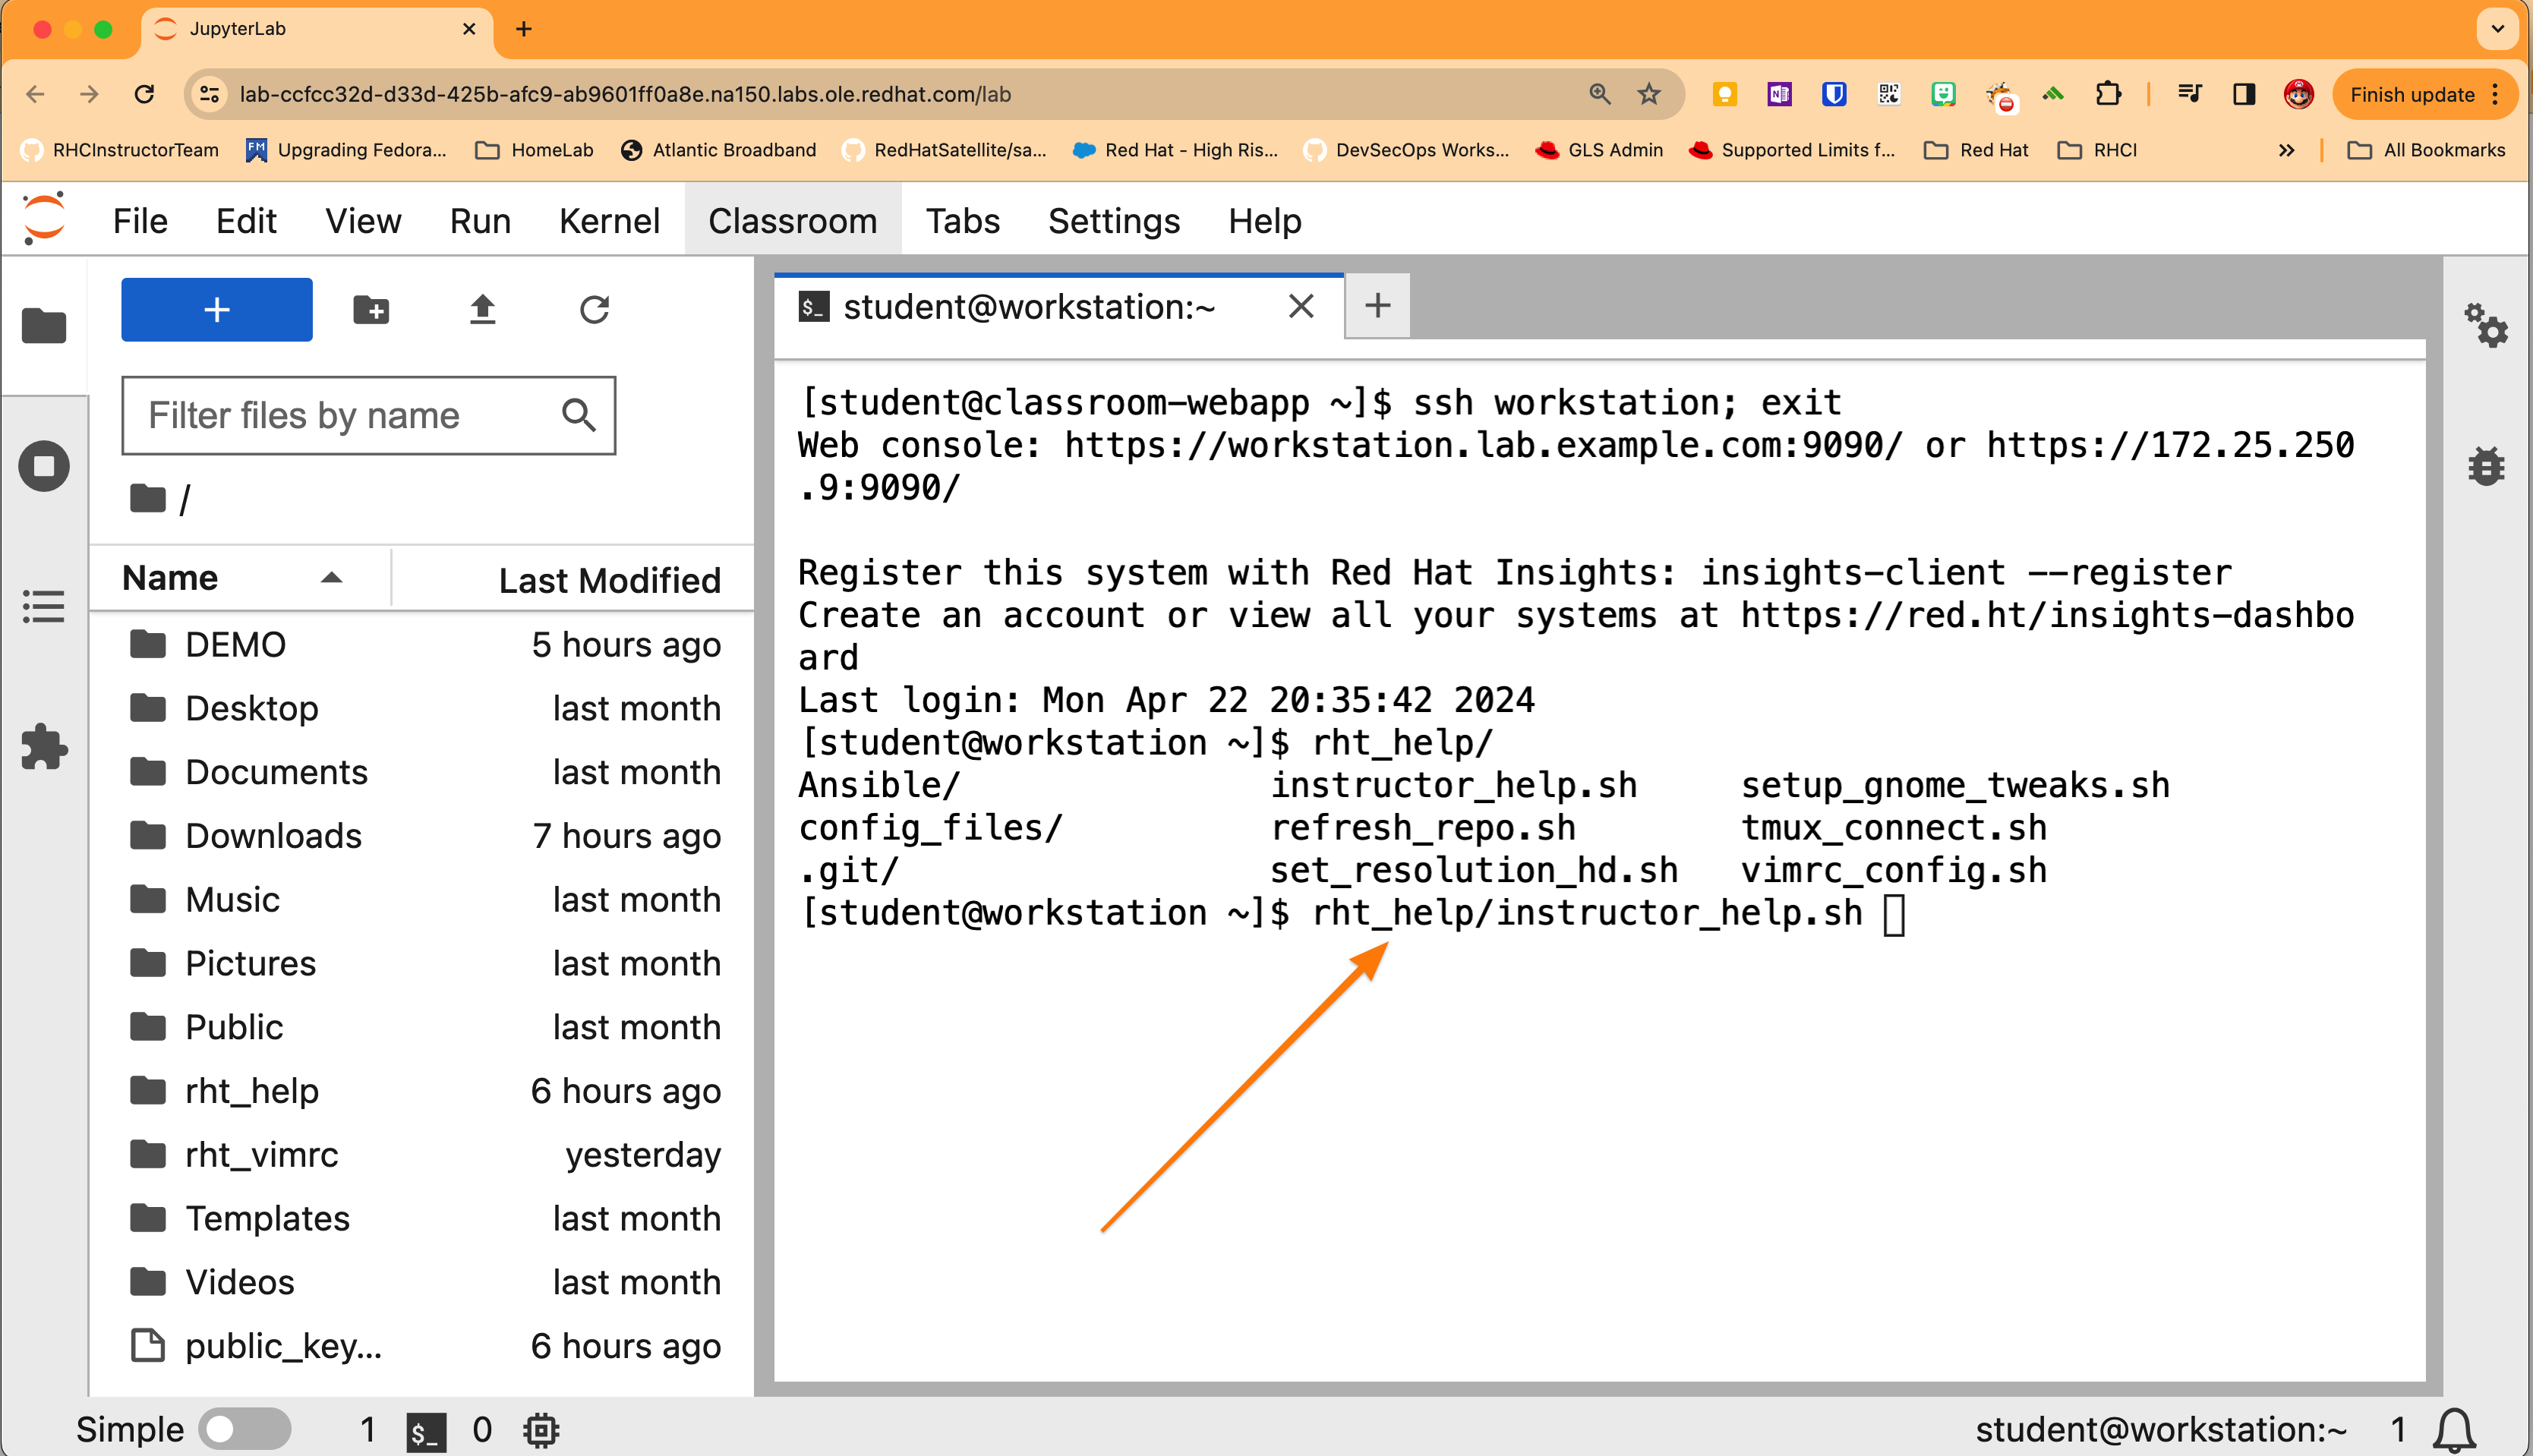 JupyterLab
lab-ccfcc32d-d33d-425b-afc9-ab9601ff0a8e.na150.labs.ole.redhat.com/lab
Finish update
RHCInstructorTeam
FM
Upgrading Fedora...
HomeLab
Atlantic Broadband
RedHatSatellite/sa...
Red Hat - High Ris...
DevSecOps Works...
GLS Admin
Supported Limits f...
Red Hat
RHCI
All Bookmarks
File Edit View Run Kernel Classroom Tabs Settings Help
Filter files by name
/
Name Last Modified
DEMO 5 hours ago
Desktop last month
Documents last month
Downloads 7 hours ago
Music last month
Pictures last month
Public last month
rht_help 6 hours ago
rht_vimrc yesterday
Templates last month
Videos last month
public_key... 6 hours ago
$_ student@workstation:~
[student@classroom-webapp ~]$ ssh workstation; exit
Web console: https://workstation.lab.example.com:9090/ or https://172.25.250
.9:9090/
Register this system with Red Hat Insights: insights-client --register
Create an account or view all your systems at https://red.ht/insights-dashbo
ard
Last login: Mon Apr 22 20:35:42 2024
[student@workstation ~]$ rht_help/
Ansible/ instructor_help.sh setup_gnome_tweaks.sh
config_files/ refresh_repo.sh tmux_connect.sh
.git/ set_resolution_hd.sh vimrc_config.sh
[student@workstation ~]$ rht_help/instructor_help.sh
Simple 1 $_ 0 student@workstation:~ 1